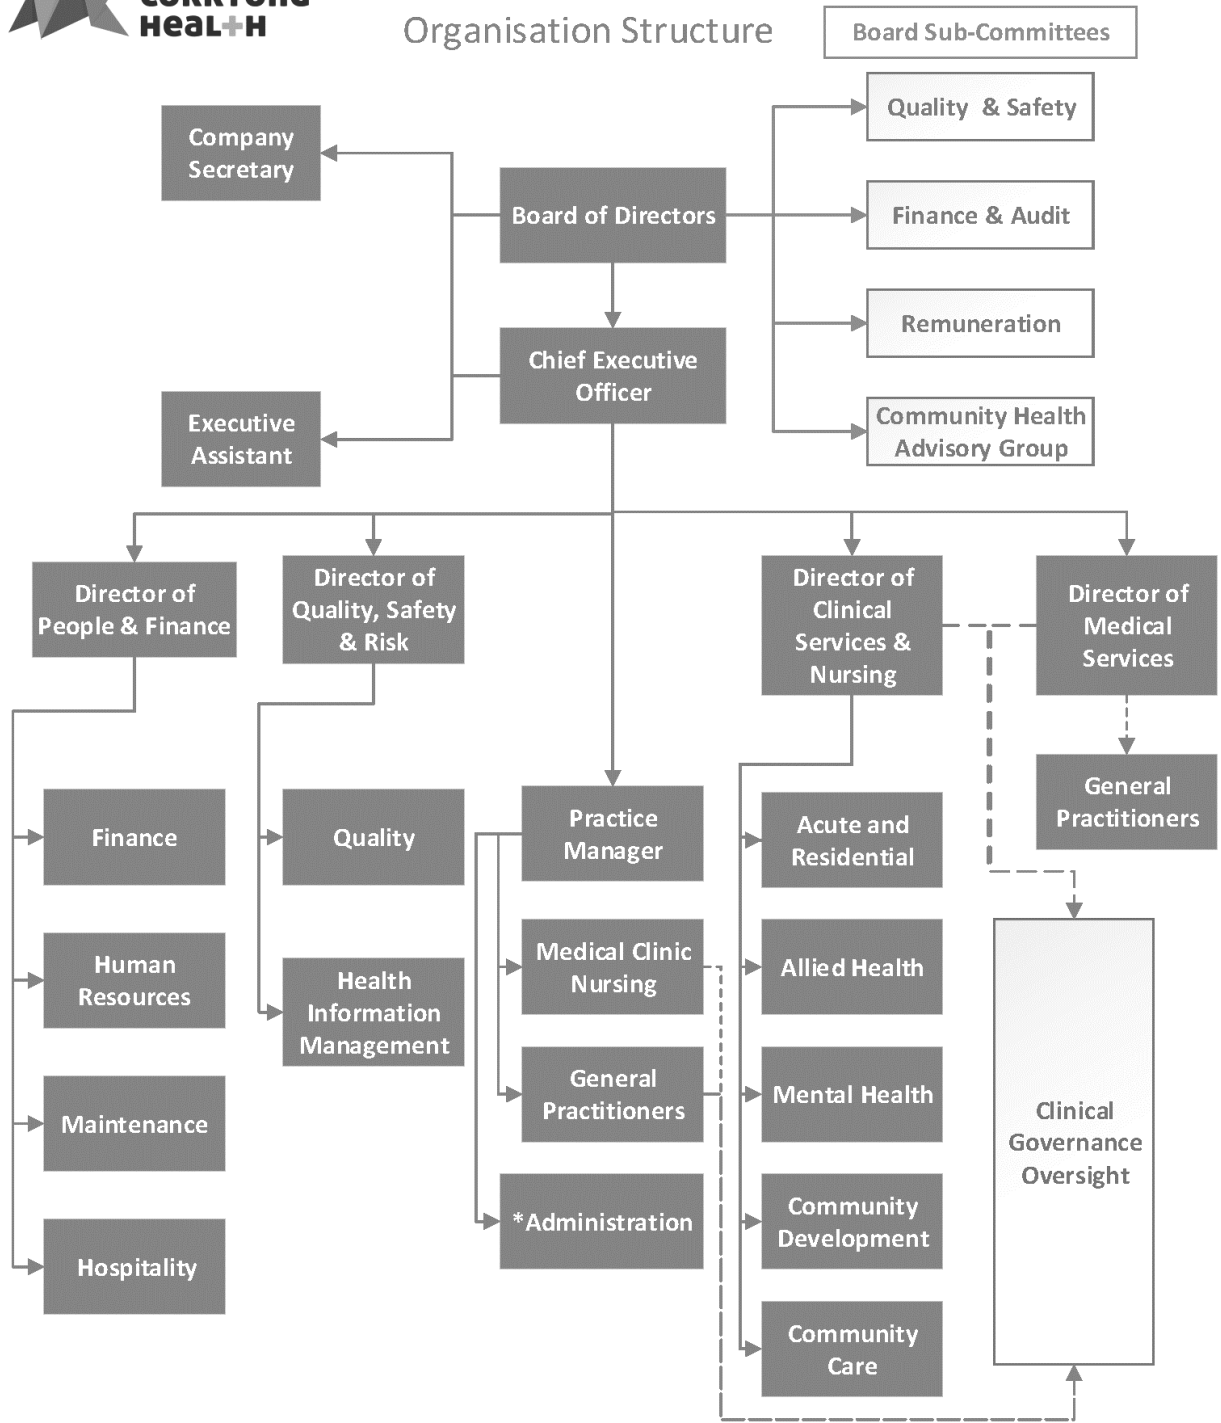 HEALTH
Organisation Structure
Board Sub-Committees
Quality & Safety
Company
Secretary
Board of Directors
Finance & Audit
Remuneration
Chief Executive
Officer
Community Health
Advisory Group
Executive
Assistant
Director of
People & Finance
Director of
Quality, Safety
& Risk
Director of
Clinical
Services &
Nursing
Director of
Medical
Services
General
Practitioners
Finance
Quality
Practice
Manager
Acute and
Residential
Human
Resources
Health
Information
Management
Medical Clinic
Nursing
Allied Health
Maintenance
General
Practitioners
Mental Health
Clinical
Governance
Oversight
Hospitality
*Administration
Community
Development
Community
Care